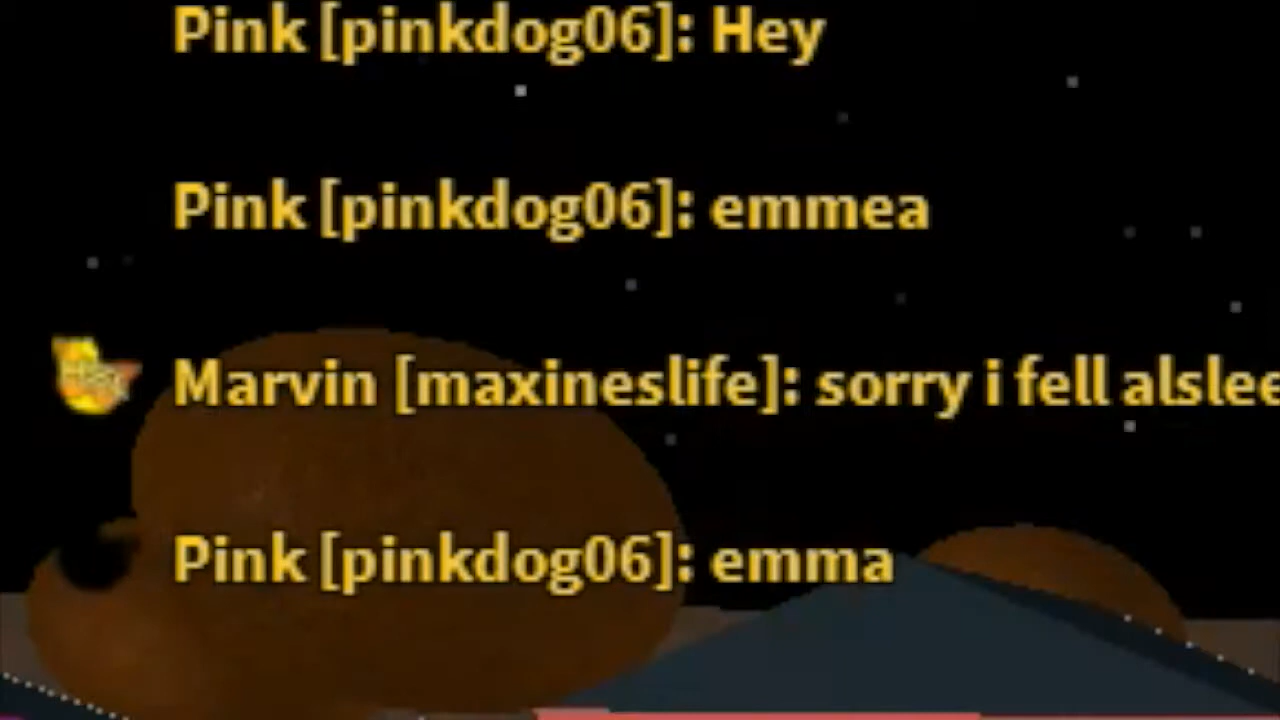 Pink [pinkdog06]: Hey
Pink [pinkdog06]: emmea
Marvin [maxineslife]: sorry i fell alslee
Pink [pinkdog06]: emma